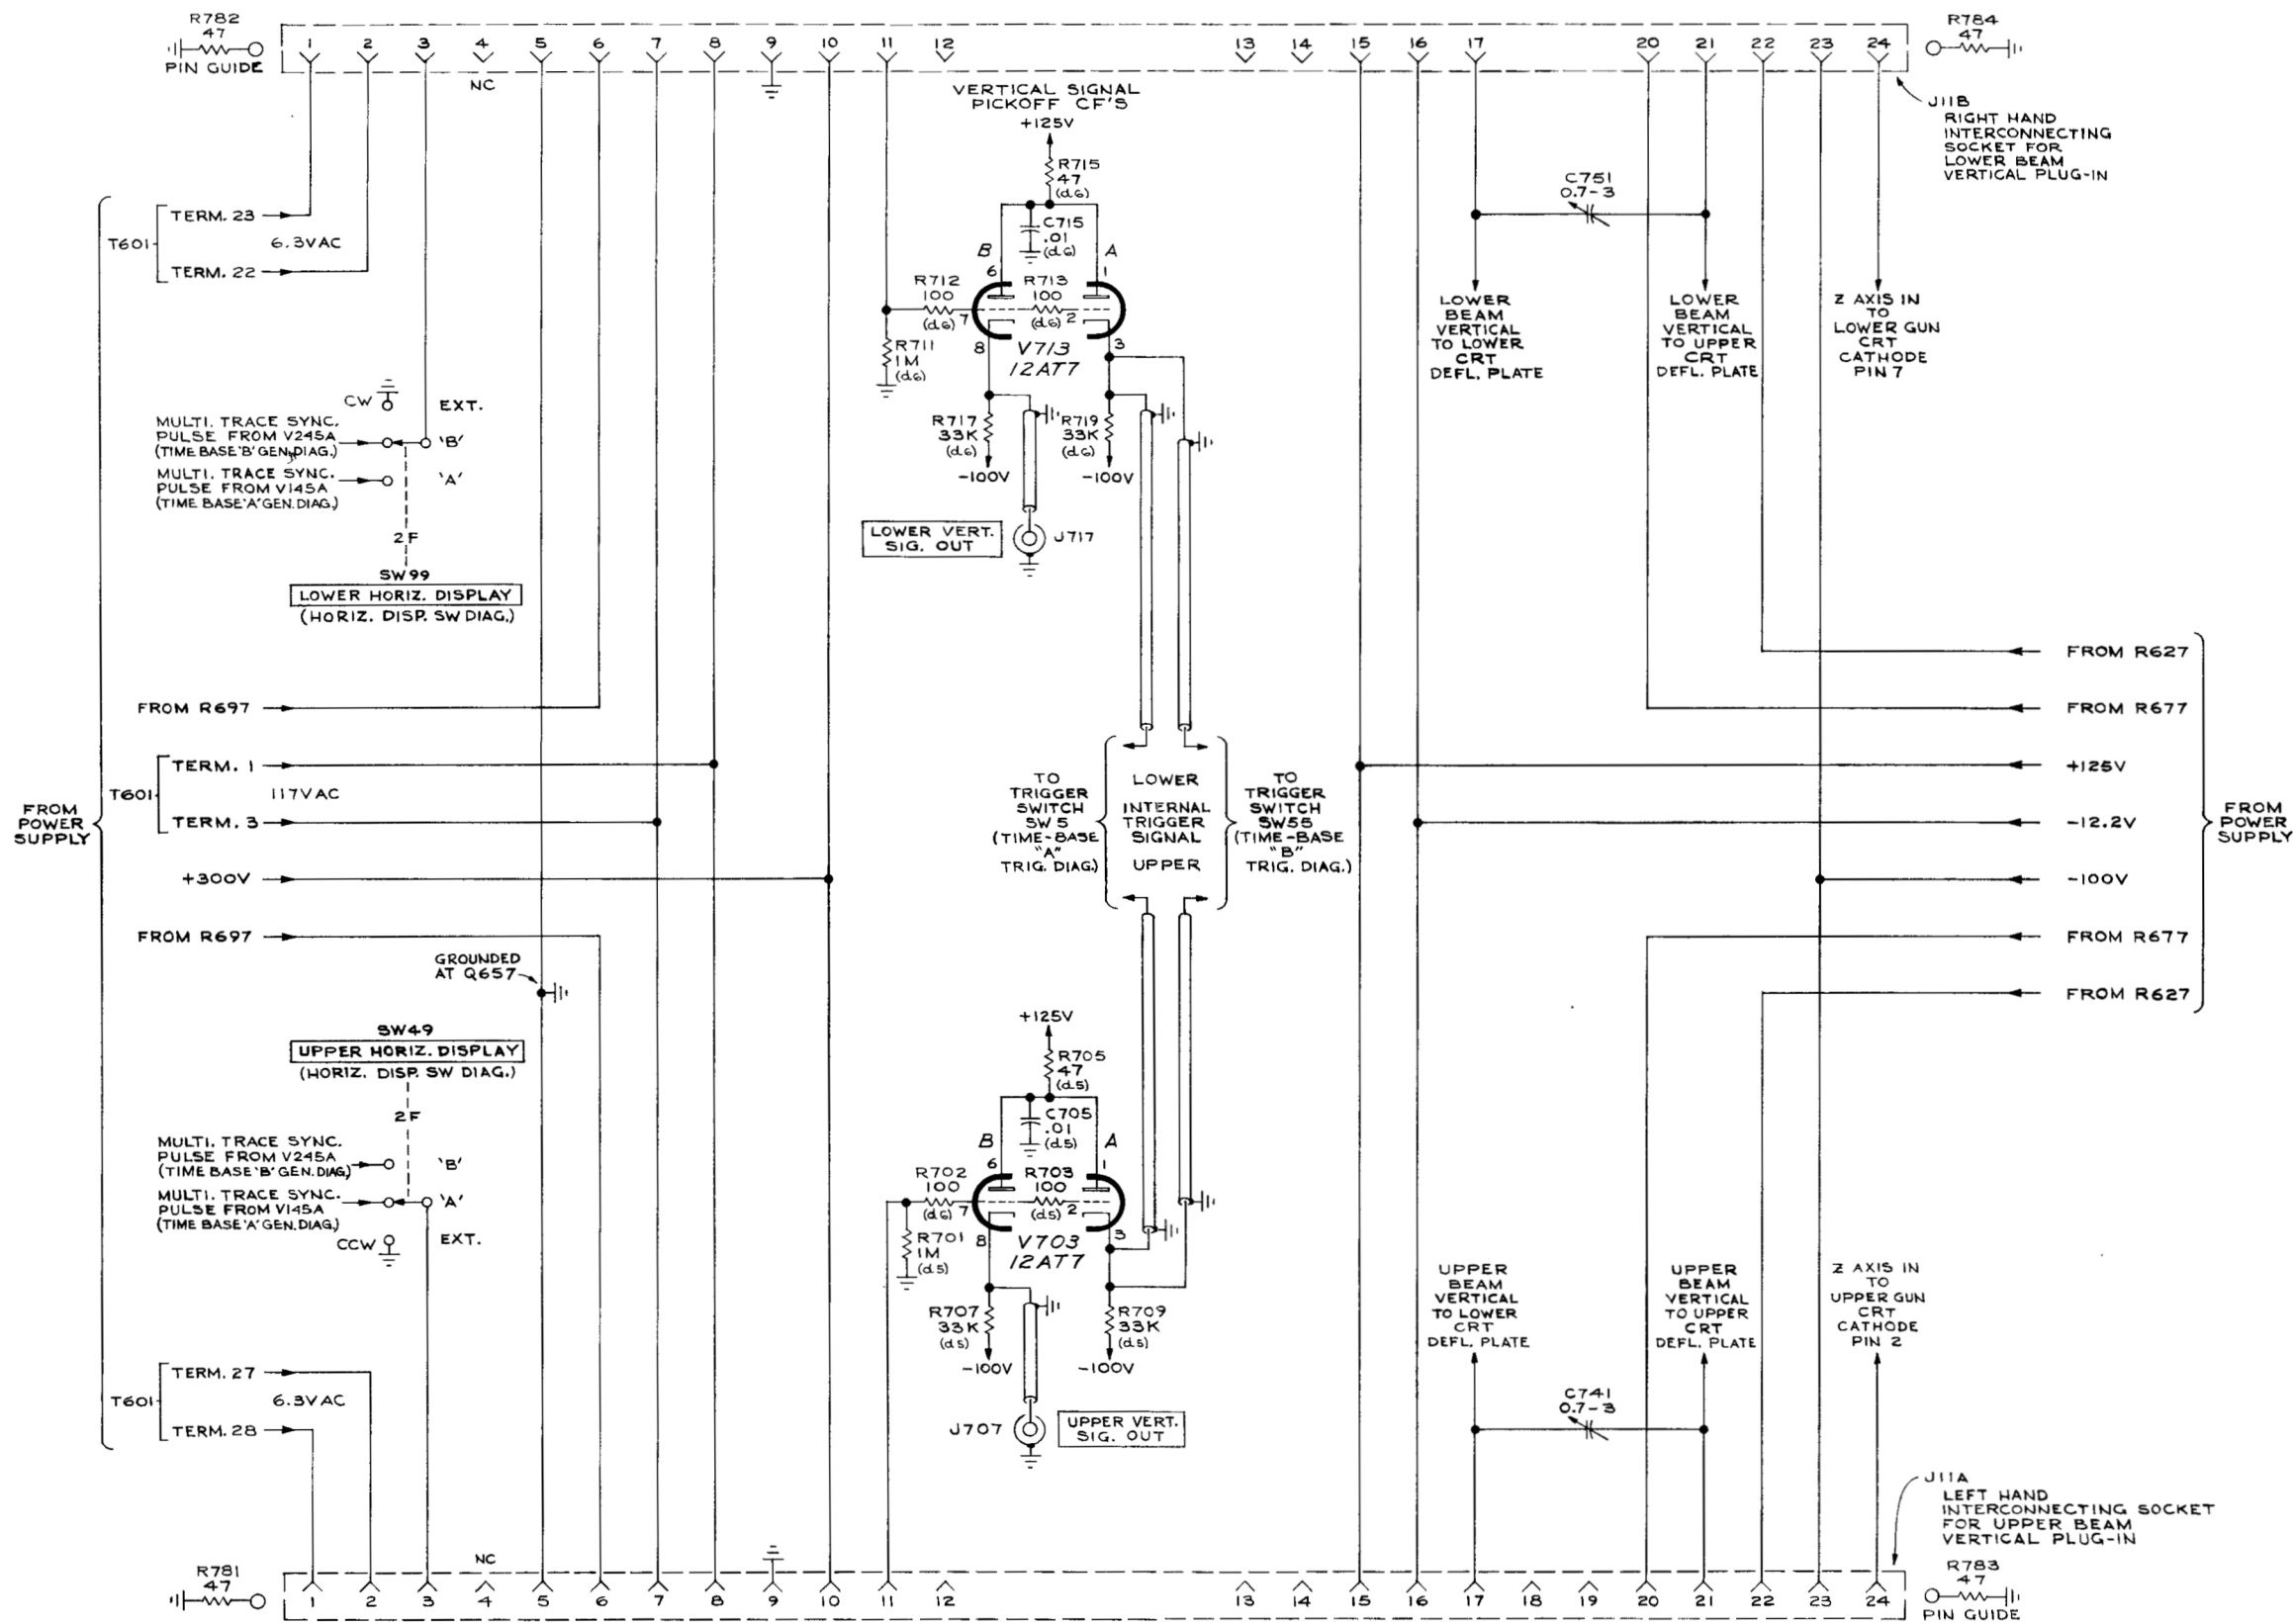 R782
47
PIN GUIDE
1 2 3 4 5 6 7 8 9 10 11 12 13 14 15 16 17 20 21 22 23 24
R784
47
NC
J11B
RIGHT HAND
INTERCONNECTING
SOCKET FOR
LOWER BEAM
VERTICAL PLUG-IN
VERTICAL SIGNAL
PICKOFF CF'S
+125V
R715
47
(d6)
C715
.01
(d6)
B
A
6
1
R712
100
(d6)
7
R713
100
(d6)
2
R711
1M
(d6)
8
V713
12AT7
3
R717
33K
(d6)
-100V
R719
33K
(d6)
-100V
LOWER VERT.
SIG. OUT
J717
C751
0.7-3
LOWER
BEAM
VERTICAL
TO LOWER
CRT
DEFL. PLATE
LOWER
BEAM
VERTICAL
TO UPPER
CRT
DEFL. PLATE
Z AXIS IN
TO
LOWER GUN
CRT
CATHODE
PIN 7
T601
TERM. 23
6.3VAC
TERM. 22
CW
EXT.
MULTI. TRACE SYNC.
PULSE FROM V245A
(TIME BASE 'B' GEN. DIAG.)
'B'
MULTI. TRACE SYNC.
PULSE FROM V145A
(TIME BASE 'A' GEN. DIAG.)
'A'
2F
SW99
LOWER HORIZ. DISPLAY
(HORIZ. DISP. SW DIAG.)
FROM R697
T601
TERM. 1
117VAC
TERM. 3
FROM
POWER
SUPPLY
+300V
FROM R697
GROUNDED
AT Q657
TO
TRIGGER
SWITCH
SW5
(TIME-BASE
"A"
TRIG. DIAG.)
LOWER
INTERNAL
TRIGGER
SIGNAL
UPPER
TO
TRIGGER
SWITCH
SW55
(TIME-BASE
"B"
TRIG. DIAG.)
FROM R627
FROM R677
+125V
-12.2V
-100V
FROM R677
FROM R627
FROM
POWER
SUPPLY
SW49
UPPER HORIZ. DISPLAY
(HORIZ. DISP. SW DIAG.)
2F
MULTI. TRACE SYNC.
PULSE FROM V245A
(TIME BASE 'B' GEN. DIAG.)
'B'
MULTI. TRACE SYNC.
PULSE FROM V145A
(TIME BASE 'A' GEN. DIAG.)
'A'
CCW
EXT.
T601
TERM. 27
6.3VAC
TERM. 28
+125V
R705
47
(d5)
C705
.01
(d5)
B
A
6
1
R702
100
(d6)
7
R703
100
(d5)
2
R701
1M
(d5)
8
V703
12AT7
3
R707
33K
(d5)
-100V
R709
33K
(d5)
-100V
J707
UPPER VERT.
SIG. OUT
UPPER
BEAM
VERTICAL
TO LOWER
CRT
DEFL. PLATE
UPPER
BEAM
VERTICAL
TO UPPER
CRT
DEFL. PLATE
Z AXIS IN
TO
UPPER GUN
CRT
CATHODE
PIN 2
C741
0.7-3
J11A
LEFT HAND
INTERCONNECTING SOCKET
FOR UPPER BEAM
VERTICAL PLUG-IN
NC
R781
47
1 2 3 4 5 6 7 8 9 10 11 12 13 14 15 16 17 18 19 20 21 22 23 24
R783
47
PIN GUIDE